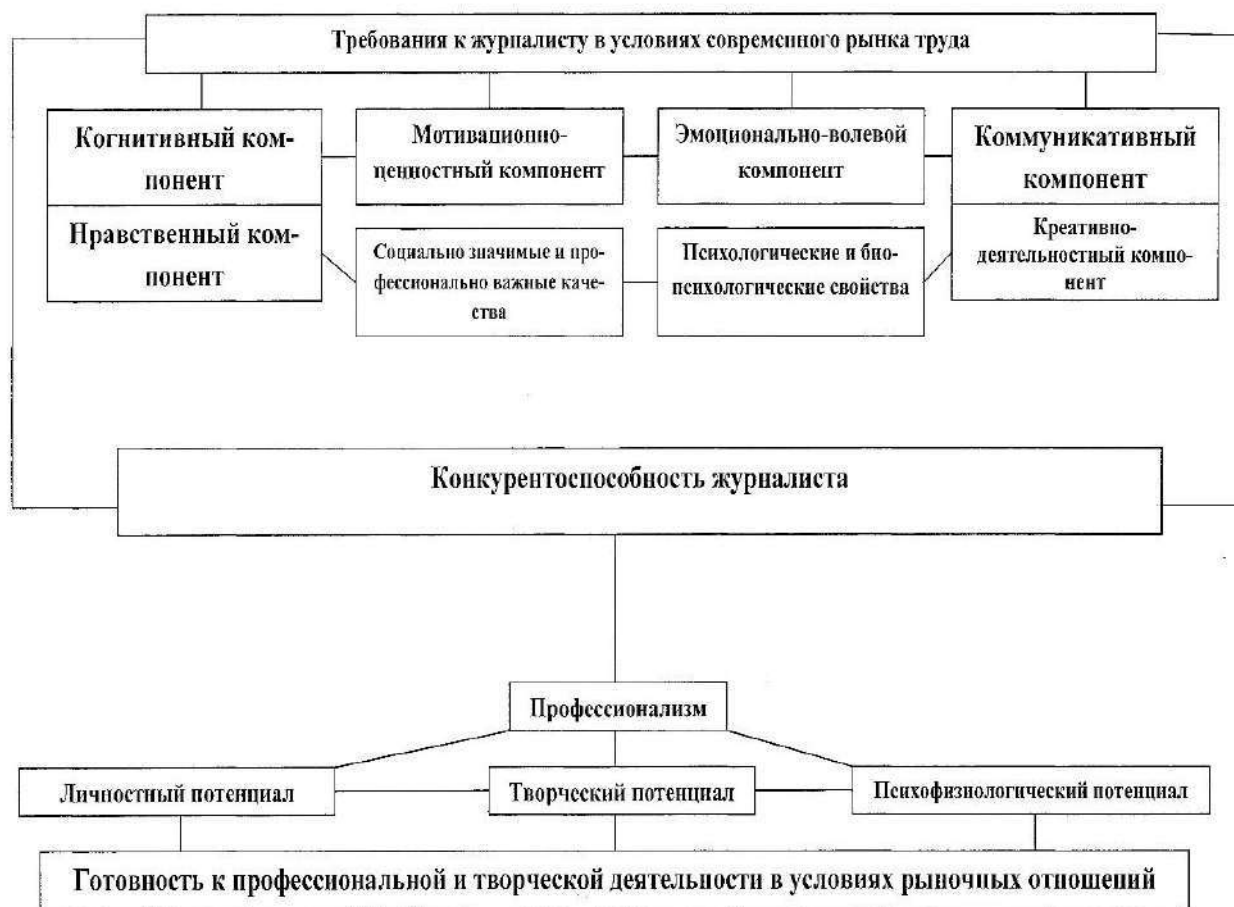 Требования к журналисту в условиях современного рынка труда
Когнитивный ком-
понент
Мотивационно-
ценностный компонент
Эмоционально-волевой
компонент
Коммуникативный
компонент
Нравственный ком-
понент
Социально значимые и про-
фессионально важные каче-
ства
Психологические и био-
психологические свойства
Креативно-
деятельностный компо-
нент
Конкурентоспособность журналиста
Профессионализм
Личностный потенциал
Творческий потенциал
Психофизиологический потенциал
Готовность к профессиональной и творческой деятельности в условиях рыночных отношений